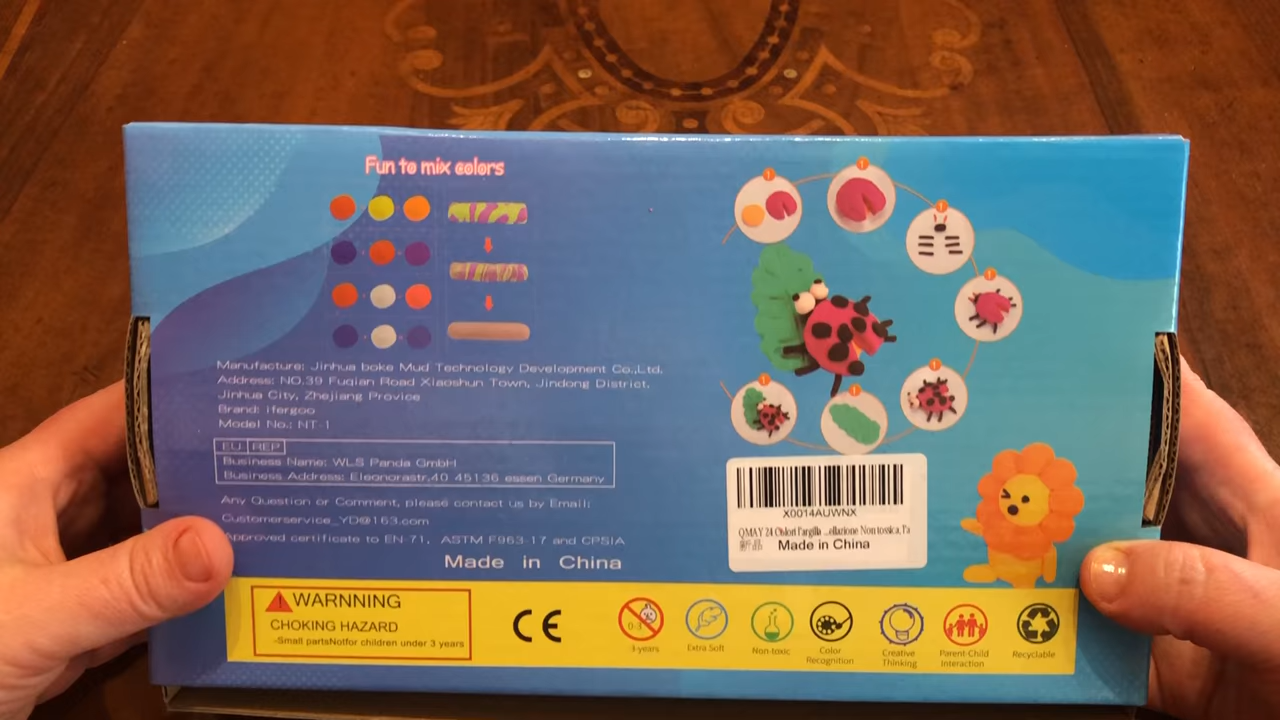 Fun to mix colors
Manufacture: Jinhua boke Mud Technology Development Co.,Ltd.
Address: NO.39 Fuqian Road Xiaoshun Town, Jindong District.
Jinhua City, Zhejiang Provice
Brand: ifergoo
Model No.: NT-1
EU REP
Business Name: WLS Panda GmbH
Business Address: Eleonorastr,40 45136 essen Germany
Any Question or Comment, please contact us by Email:
Customerservice_YD@163.com
Approved certificate to EN-71, ASTM F963-17 and CPSIA
Made in China
X0014AUWNX
QMAY 24 Colori l'argilla ...ellazione Non tossica, l'a
Made in China
WARNNING
CHOKING HAZARD
-Small partsNotfor children under 3 years
CE
0-3
3-years
Extra Soft
Non-toxic
Color Recognition
Creative Thinking
Parent-Child Interaction
Recyclable